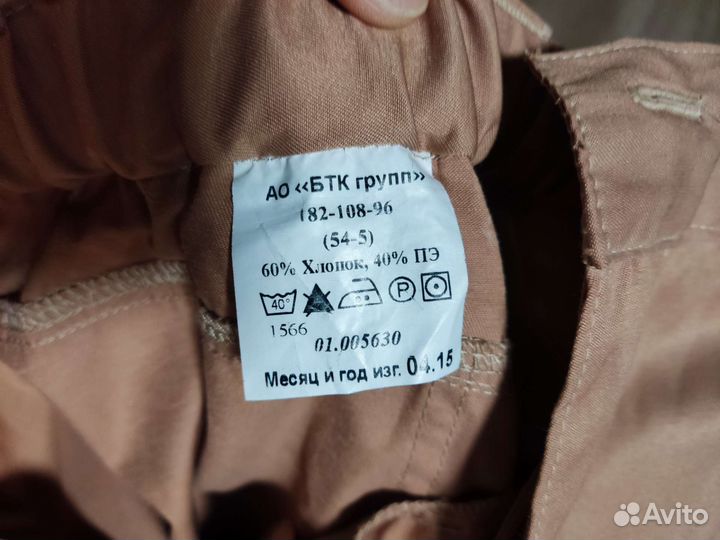 АО «БТК групп»
182-108-96
(54-5)
60% Хлопок, 40% ПЭ
40° P
1566
01.005630
Месяц и год изг. 04.15
Avito